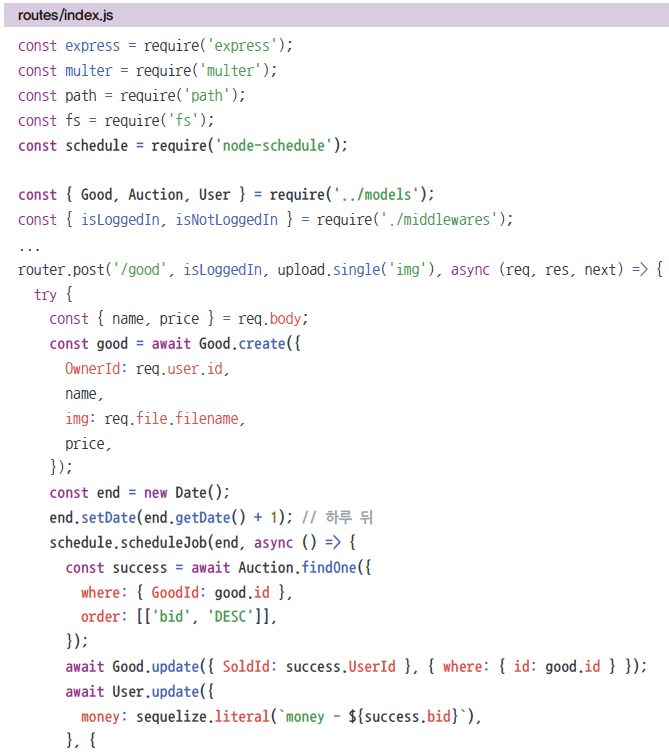 routes/index.js
const express = require('express');
const multer = require('multer');
const path = require('path');
const fs = require('fs');
const schedule = require('node-schedule');

const { Good, Auction, User } = require('../models');
const { isLoggedIn, isNotLoggedIn } = require('./middlewares');
...
router.post('/good', isLoggedIn, upload.single('img'), async (req, res, next) => {
  try {
    const { name, price } = req.body;
    const good = await Good.create({
      OwnerId: req.user.id,
      name,
      img: req.file.filename,
      price,
    });
    const end = new Date();
    end.setDate(end.getDate() + 1); // 하루 뒤
    schedule.scheduleJob(end, async () => {
      const success = await Auction.findOne({
        where: { GoodId: good.id },
        order: [['bid', 'DESC']],
      });
      await Good.update({ SoldId: success.UserId }, { where: { id: good.id } });
      await User.update({
        money: sequelize.literal(`money - ${success.bid}`),
      }, {